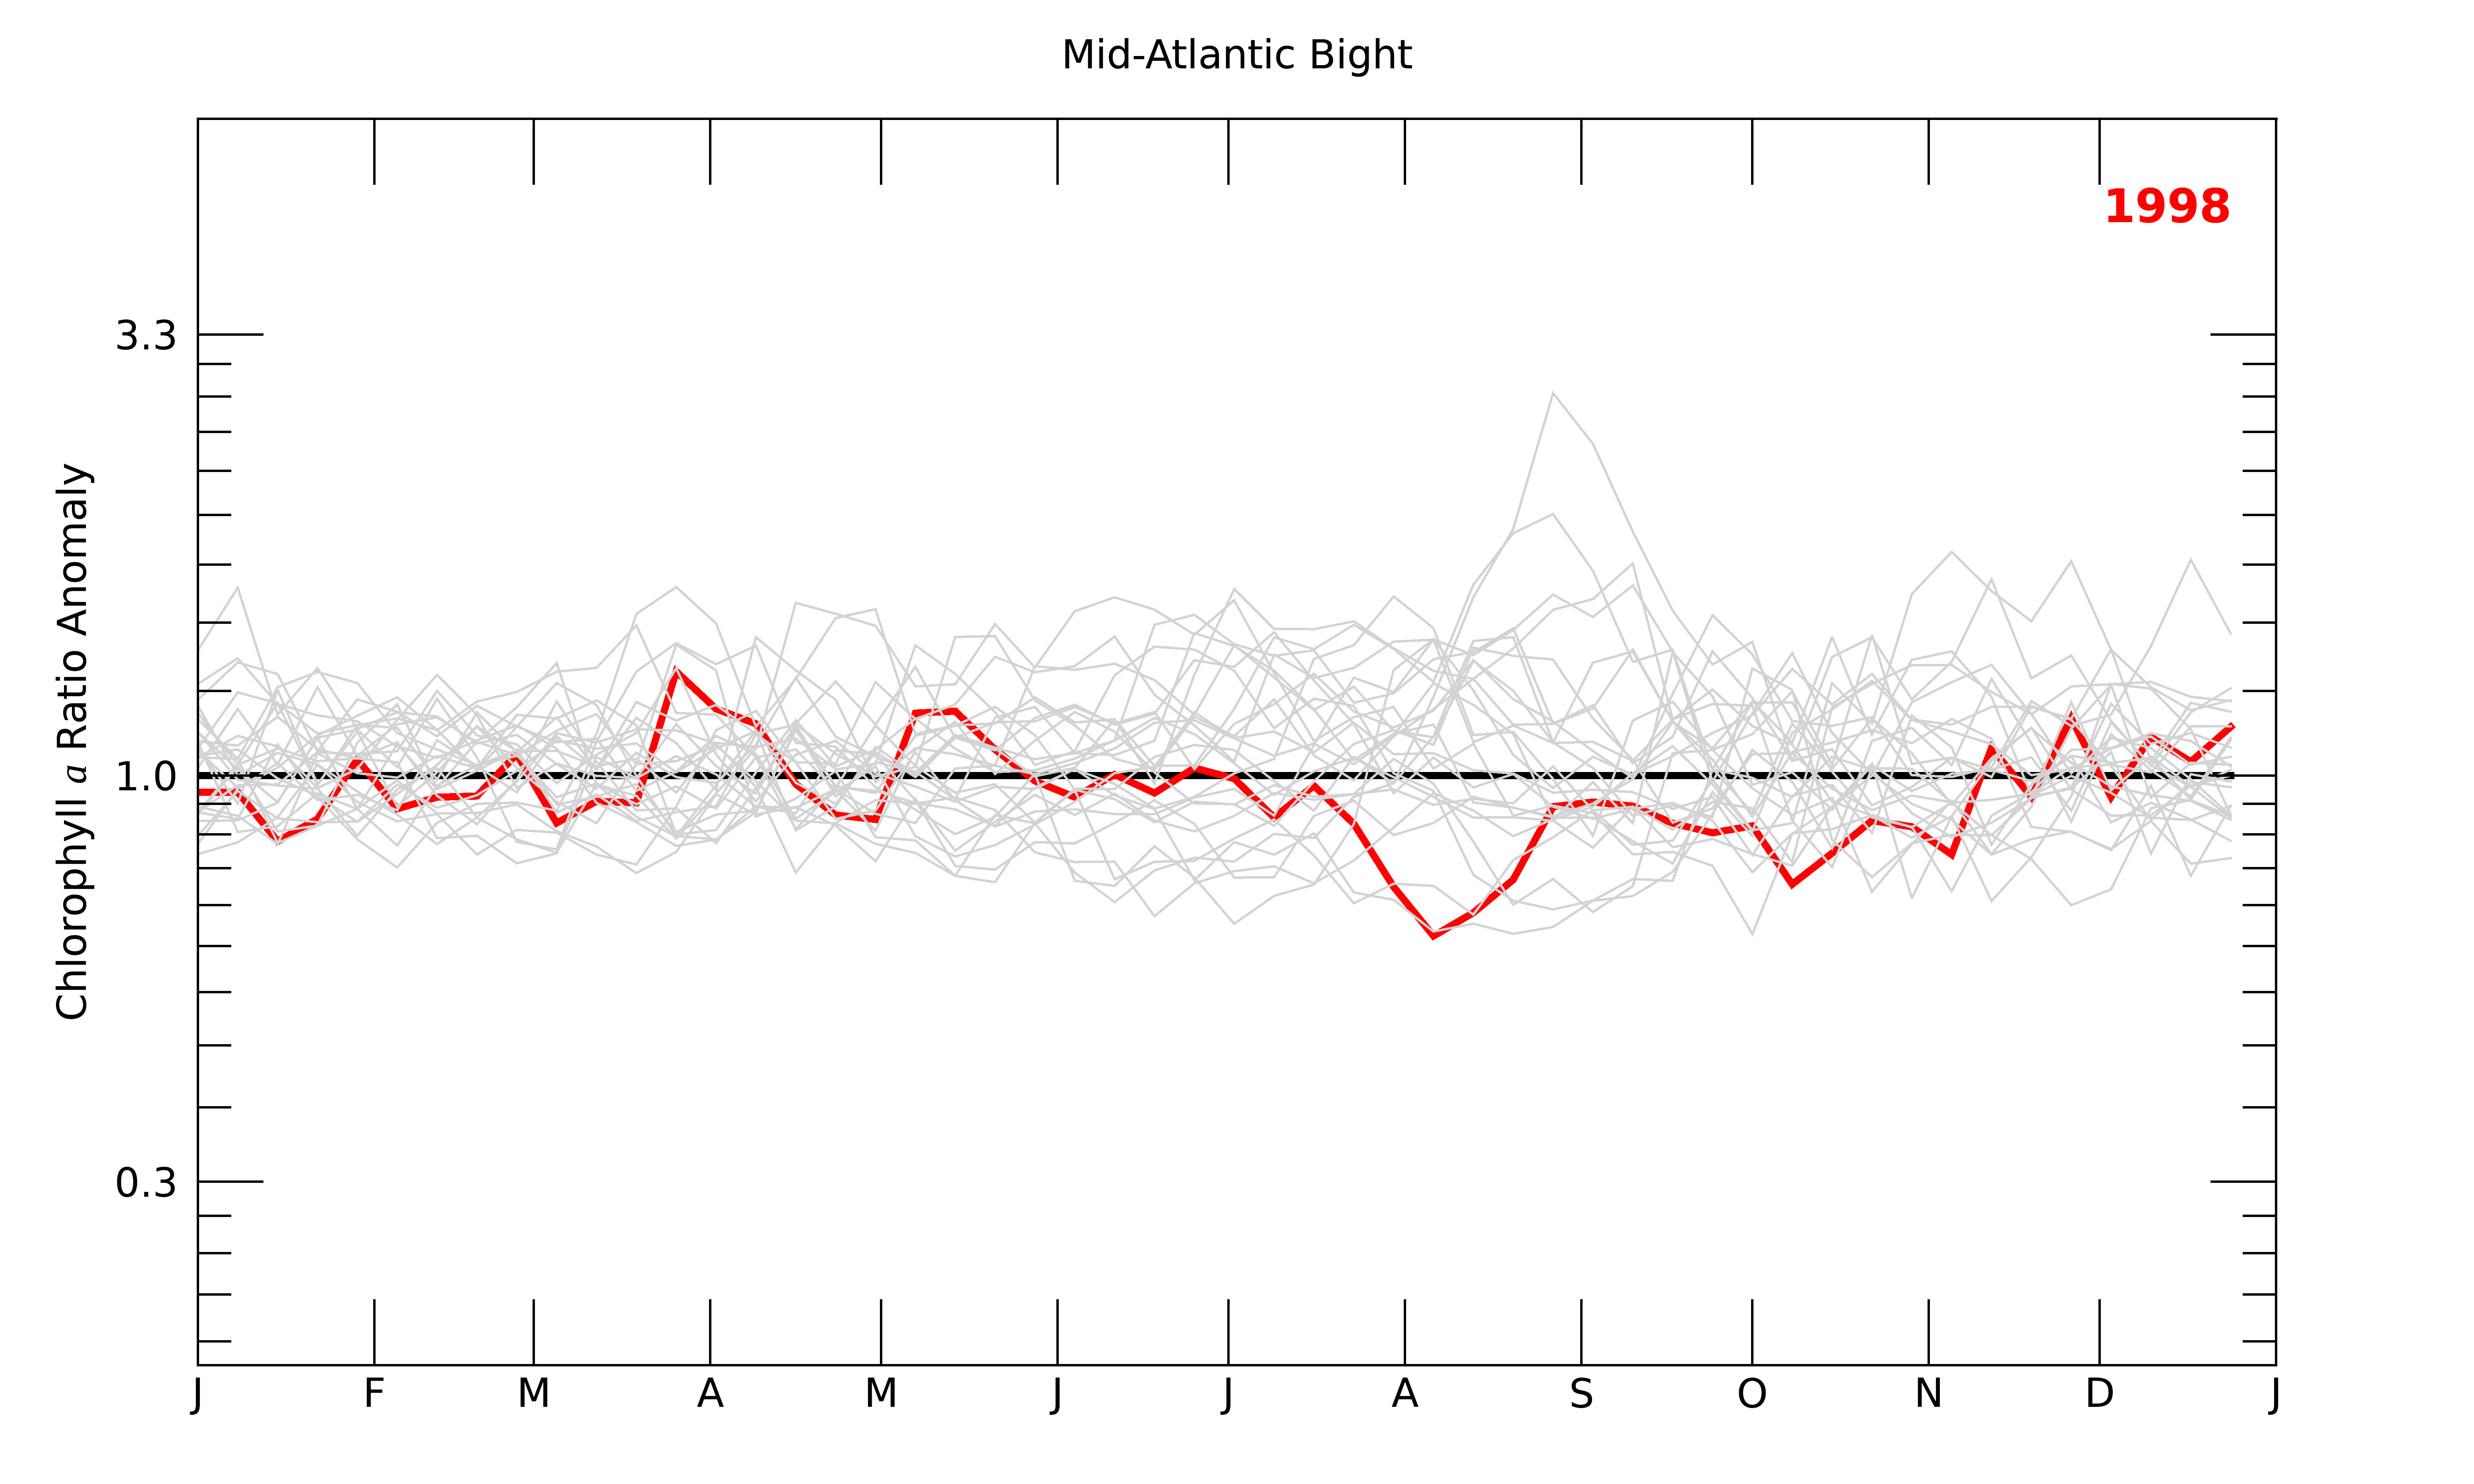 Mid-Atlantic Bight
1998
3.3
1.0
0.3
Chlorophyll a Ratio Anomaly
J F M A M J J A S O N D J